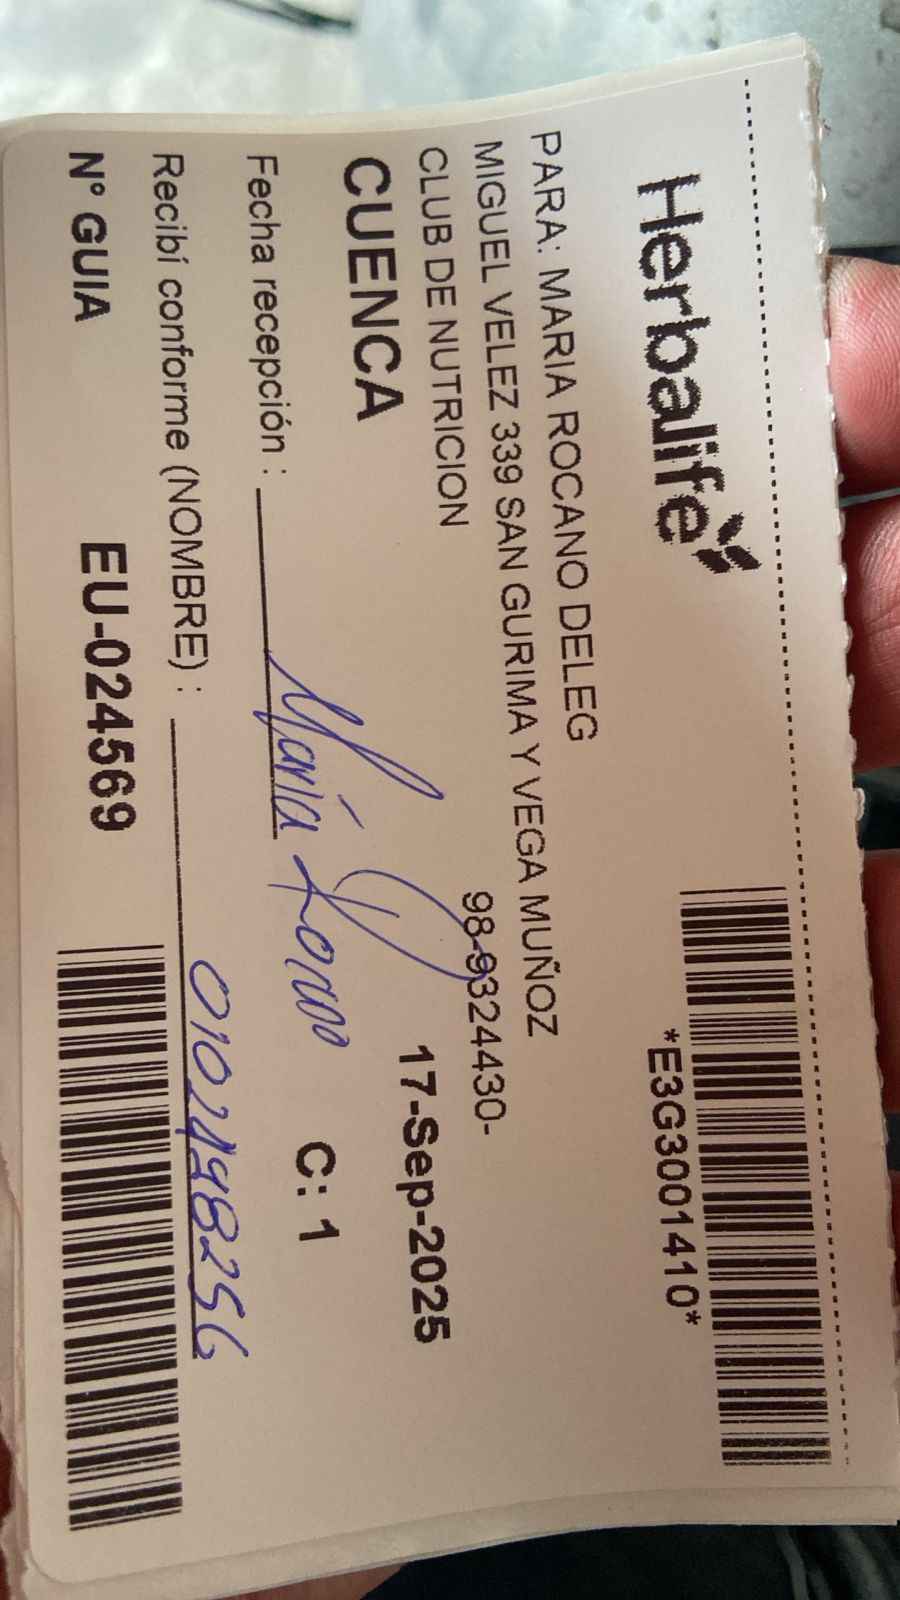 Herbalife
*E3G3001410*
PARA: MARIA ROCANO DELEG
MIGUEL VELEZ 339 SAN GURIMA Y VEGA MUÑOZ
CLUB DE NUTRICION
98-9324430-
CUENCA
17-Sep-2025
Fecha recepción :
María
C: 1
Recibí conforme (NOMBRE) :
0102498256
Nº GUIA
EU-024569